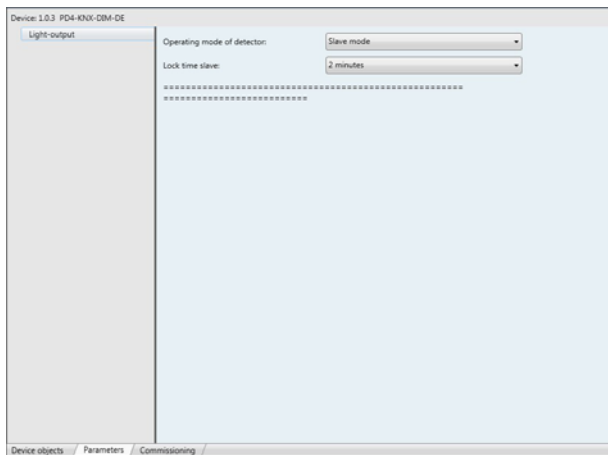 Device: 1.0.3 PD4-KNX-DIM-DE
Light-output
Operating mode of detector: Slave mode
Lock time slave: 2 minutes
======================================================
==========================
Device objects Parameters Commissioning